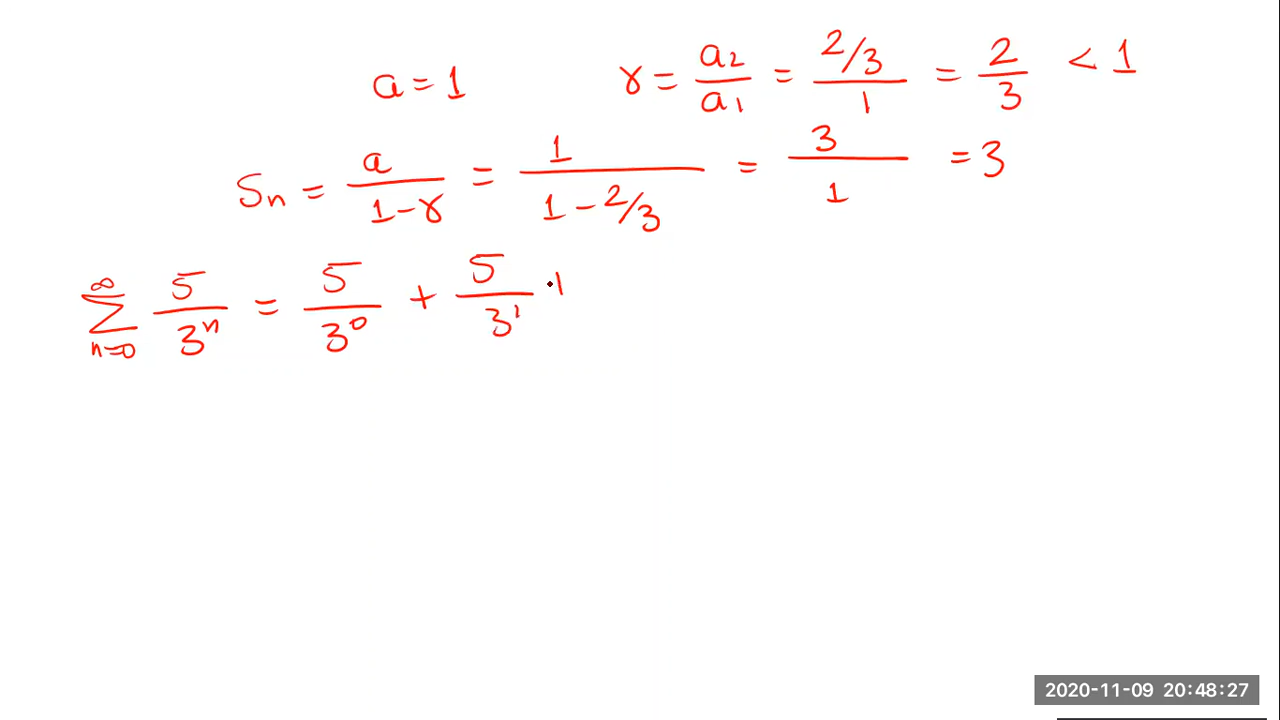 a = 1 r = a2/a1 = (2/3)/1 = 2/3 < 1
Sn = a/(1-r) = 1/(1-2/3) = 3/1 = 3
∑_{n=0}^{∞} 5/3^n = 5/3^0 + 5/3^1
2020-11-09 20:48:27